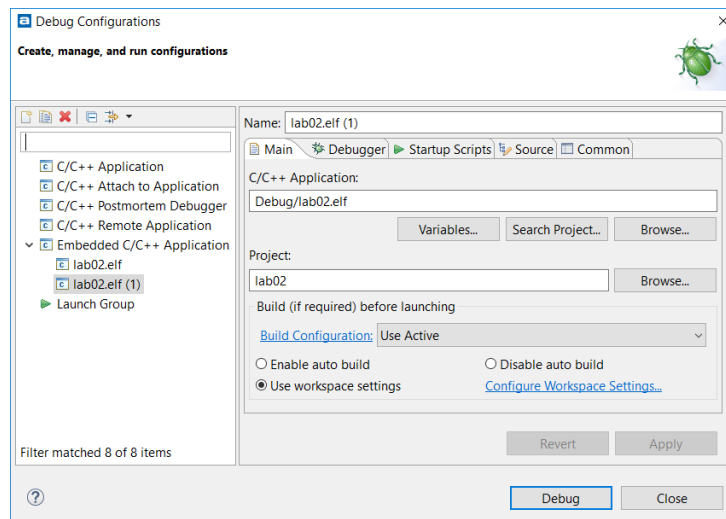 Debug Configurations
Create, manage, and run configurations
C/C++ Application
C/C++ Attach to Application
C/C++ Postmortem Debugger
C/C++ Remote Application
Embedded C/C++ Application
lab02.elf
lab02.elf (1)
Launch Group
Filter matched 8 of 8 items
Name: lab02.elf (1)
Main Debugger Startup Scripts Source Common
C/C++ Application:
Debug/lab02.elf
Variables... Search Project... Browse...
Project:
lab02 Browse...
Build (if required) before launching
Build Configuration: Use Active
Enable auto build Disable auto build
Use workspace settings Configure Workspace Settings...
Revert Apply
Debug Close